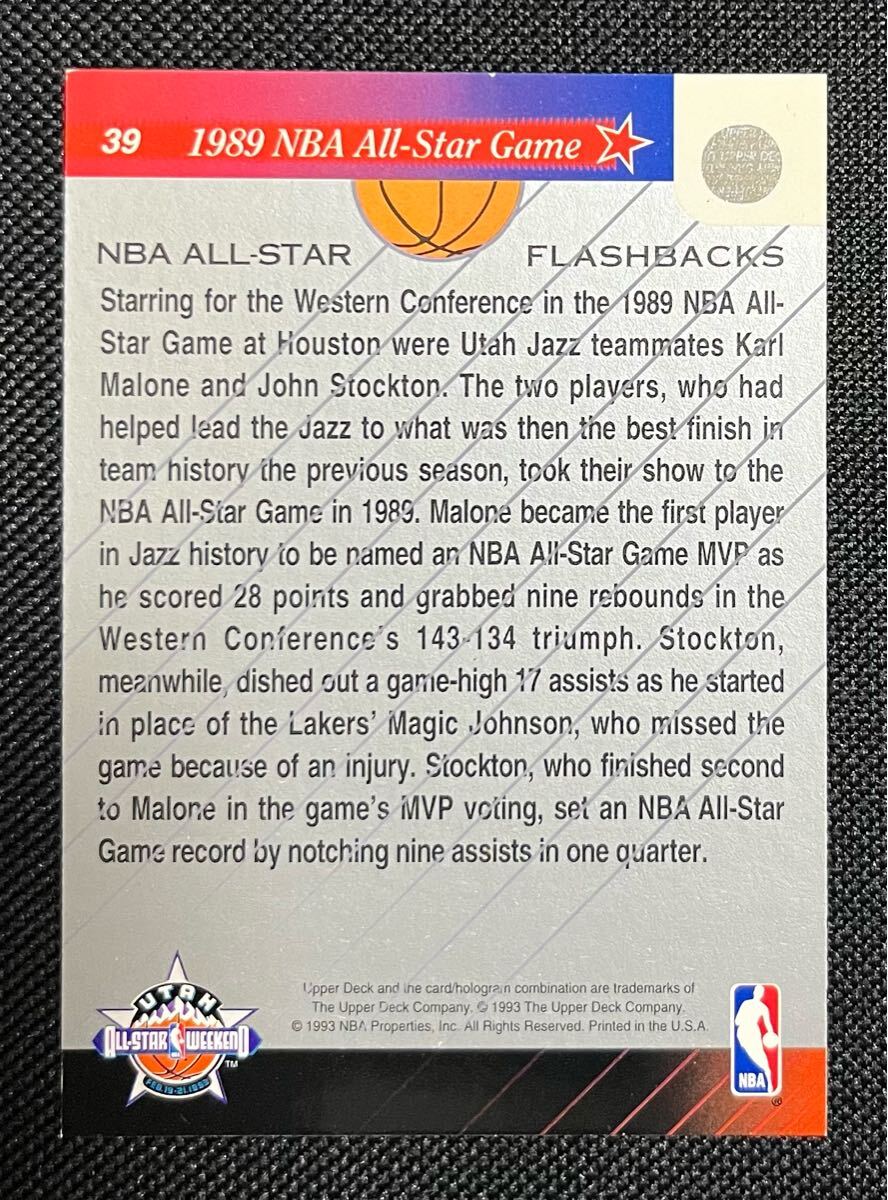 39 1989 NBA All-Star Game
NBA ALL-STAR FLASHBACKS
Starring for the Western Conference in the 1989 NBA All-
Star Game at Houston were Utah Jazz teammates Karl
Malone and John Stockton. The two players, who had
helped lead the Jazz to what was then the best finish in
team history the previous season, took their show to the
NBA All-Star Game in 1989. Malone became the first player
in Jazz history to be named an NBA All-Star Game MVP as
he scored 28 points and grabbed nine rebounds in the
Western Conference's 143-134 triumph. Stockton,
meanwhile, dished out a game-high 17 assists as he started
in place of the Lakers' Magic Johnson, who missed the
game because of an injury. Stockton, who finished second
to Malone in the game's MVP voting, set an NBA All-Star
Game record by notching nine assists in one quarter.
Upper Deck and the card/hologram combination are trademarks of
The Upper Deck Company. © 1993 The Upper Deck Company.
© 1993 NBA Properties, Inc. All Rights Reserved. Printed in the U.S.A.
UTAH
ALL-STAR WEEKEND
FEB. 19-21, 1993
TM
NBA
®